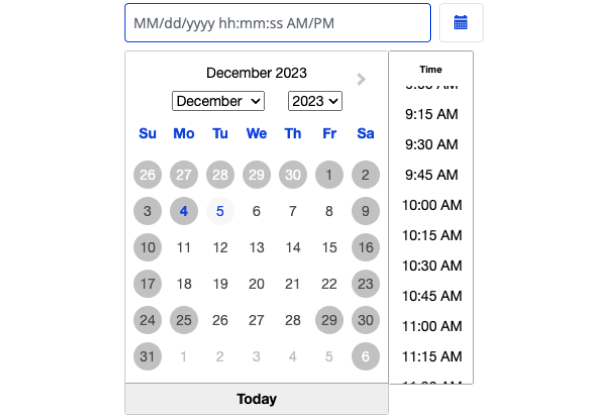 MM/dd/yyyy hh:mm:ss AM/PM
December 2023
December 2023
Su Mo Tu We Th Fr Sa
26 27 28 29 30 1 2
3 4 5 6 7 8 9
10 11 12 13 14 15 16
17 18 19 20 21 22 23
24 25 26 27 28 29 30
31 1 2 3 4 5 6
Today
Time
9:15 AM
9:30 AM
9:45 AM
10:00 AM
10:15 AM
10:30 AM
10:45 AM
11:00 AM
11:15 AM